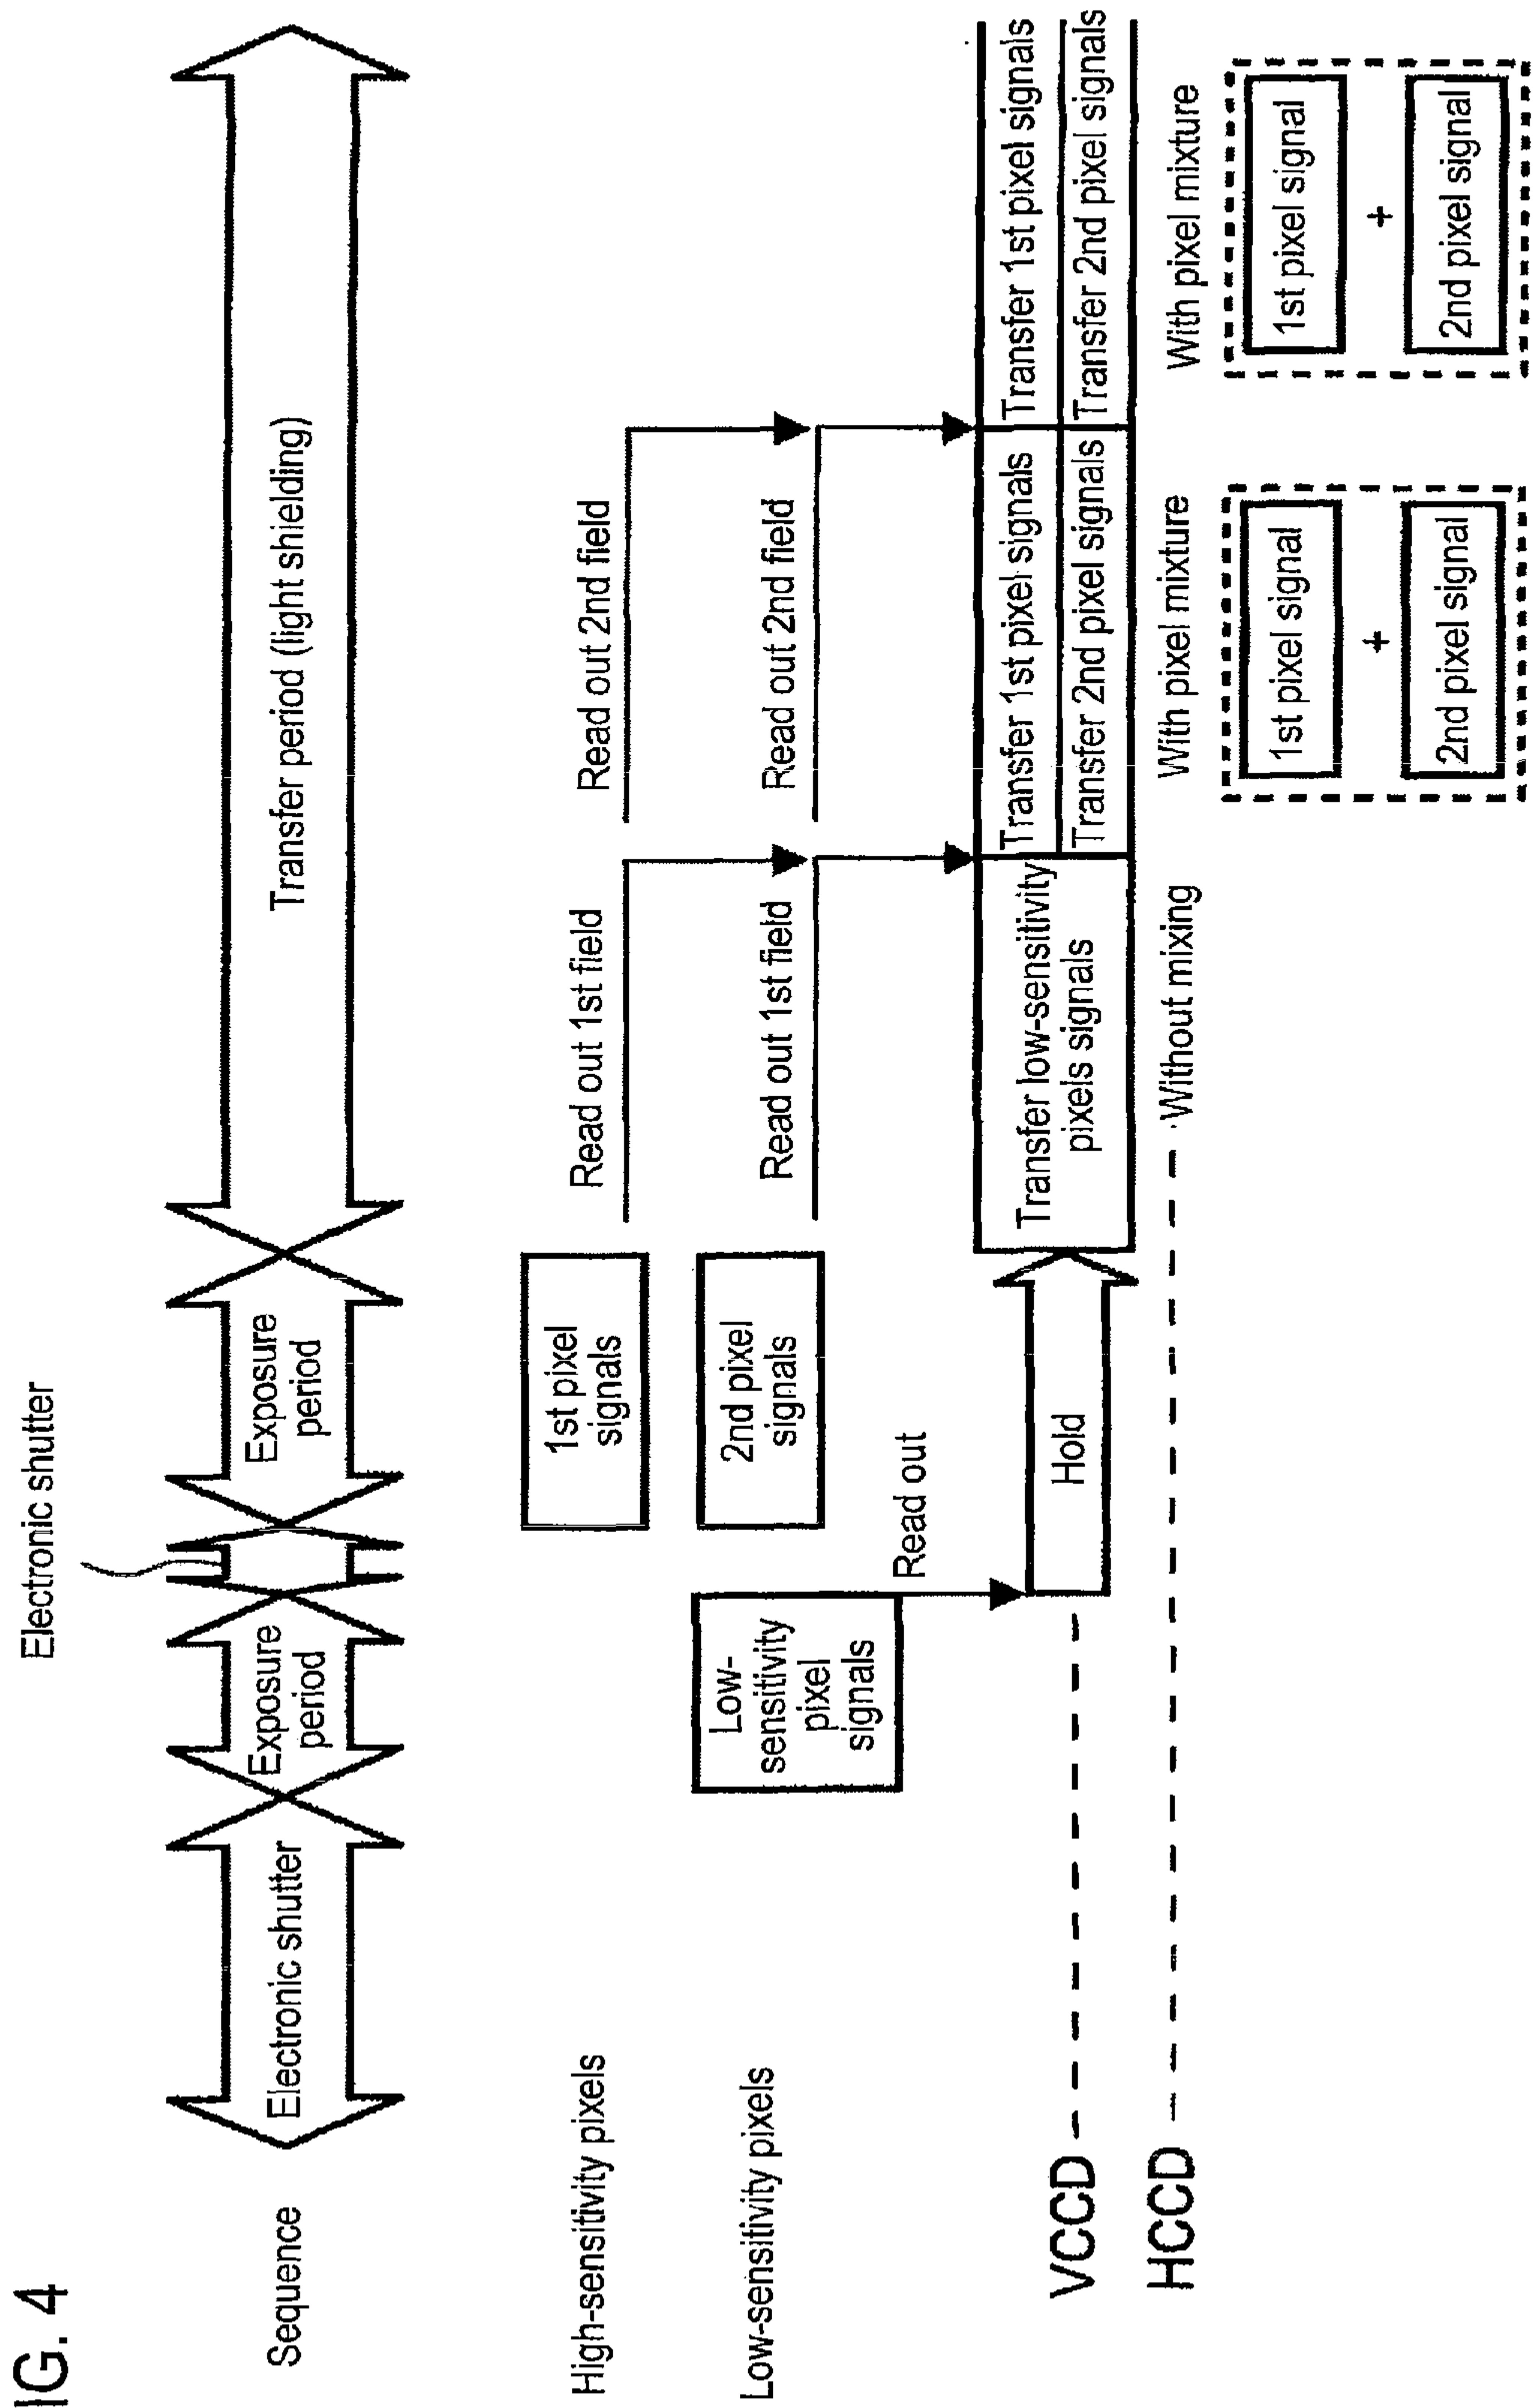 IG. 4
Electronic shutter
Sequence
Electronic shutter
Exposure
period
Exposure
period
Transfer period (light shielding)
High-sensitivity pixels
1st pixel
signals
Read out 1st field
Read out 2nd field
Low-sensitivity pixels
Low-
sensitivity
pixel
signals
2nd pixel
signals
Read out 1st field
Read out 2nd field
Read out
VCCD
Hold
Transfer low-sensitivity
pixels signals
Transfer 1st pixel signals
Transfer 2nd pixel signals
Transfer 1st pixel signals
Transfer 2nd pixel signals
HCCD
Without mixing
With pixel mixture
1st pixel signal
+
2nd pixel signal
With pixel mixture
1st pixel signal
+
2nd pixel signal